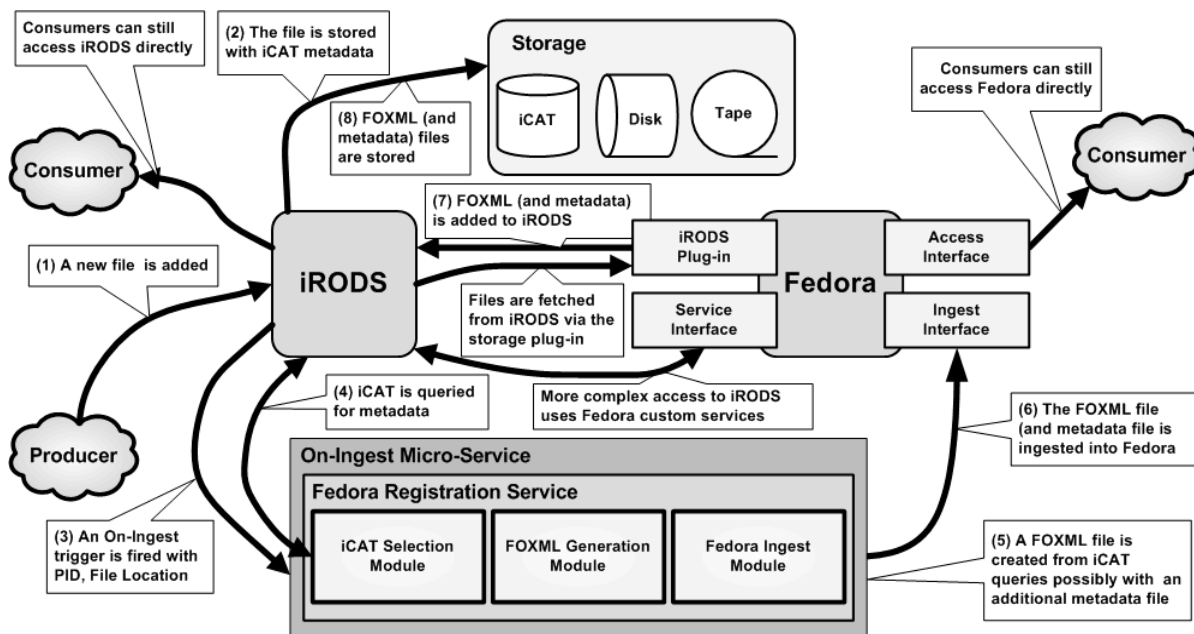 Consumers can still
access iRODS directly
(2) The file is stored
with iCAT metadata
Storage
iCAT
Disk
Tape
Consumers can still
access Fedora directly
(8) FOXML (and
metadata) files
are stored
Consumer
Consumer
(7) FOXML (and metadata)
is added to iRODS
(1) A new file is added
iRODS
iRODS
Plug-in
Fedora
Access
Interface
Files are fetched
from iRODS via the
storage plug-in
Service
Interface
Ingest
Interface
(4) iCAT is queried
for metadata
More complex access to iRODS
uses Fedora custom services
(6) The FOXML file
(and metadata file is
ingested into Fedora
Producer
On-Ingest Micro-Service
Fedora Registration Service
(3) An On-Ingest
trigger is fired with
PID, File Location
iCAT Selection
Module
FOXML Generation
Module
Fedora Ingest
Module
(5) A FOXML file is
created from iCAT
queries possibly with an
additional metadata file